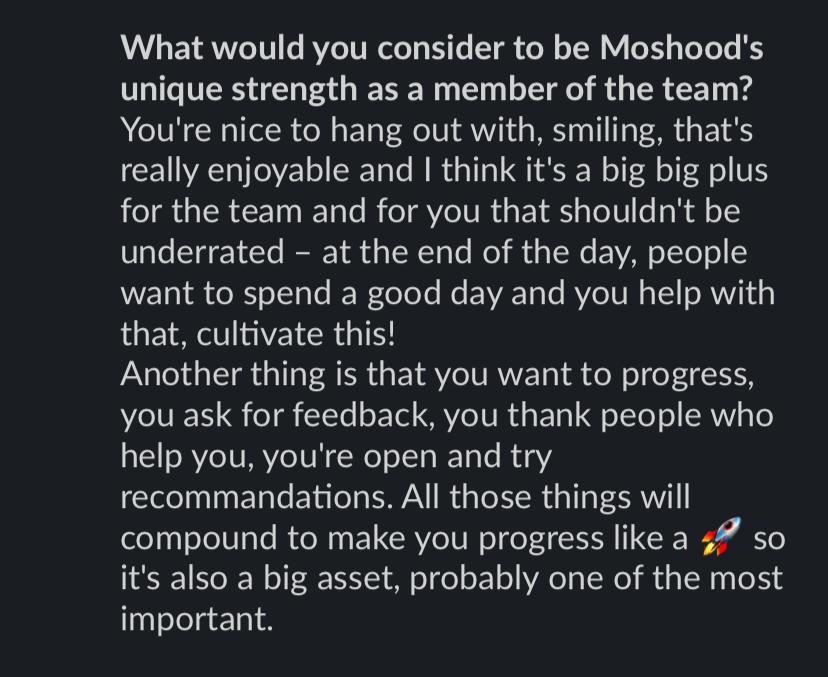 What would you consider to be Moshood's
unique strength as a member of the team?
You're nice to hang out with, smiling, that's
really enjoyable and I think it's a big big plus
for the team and for you that shouldn't be
underrated – at the end of the day, people
want to spend a good day and you help with
that, cultivate this!
Another thing is that you want to progress,
you ask for feedback, you thank people who
help you, you're open and try
recommandations. All those things will
compound to make you progress like a 🚀 so
it's also a big asset, probably one of the most
important.